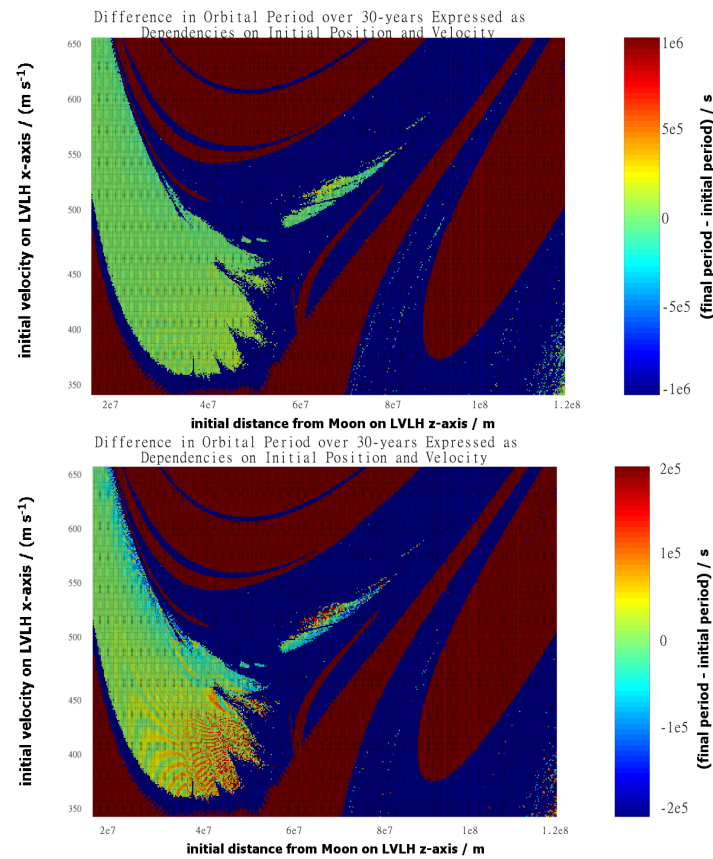 Difference in Orbital Period over 30-years Expressed as
Dependencies on Initial Position and Velocity
initial velocity on LVLH x-axis / (m s⁻¹)
650
600
550
500
450
400
350
2e7
4e7
6e7
8e7
1e8
1.2e8
initial distance from Moon on LVLH z-axis / m
1e6
5e5
0
-5e5
-1e6
(final period - initial period) / s
Difference in Orbital Period over 30-years Expressed as
Dependencies on Initial Position and Velocity
initial velocity on LVLH x-axis / (m s⁻¹)
650
600
550
500
450
400
350
2e7
4e7
6e7
8e7
1e8
1.2e8
initial distance from Moon on LVLH z-axis / m
2e5
1e5
0
-1e5
-2e5
(final period - initial period) / s